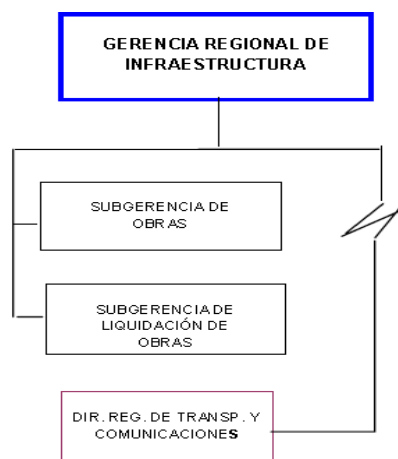 GERENCIA REGIONAL DE
INFRAESTRUCTURA
SUBGERENCIA DE
OBRAS
SUBGERENCIA DE
LIQUIDACIÓN DE
OBRAS
DIR. REG. DE TRANSP. Y
COMUNICACIONES